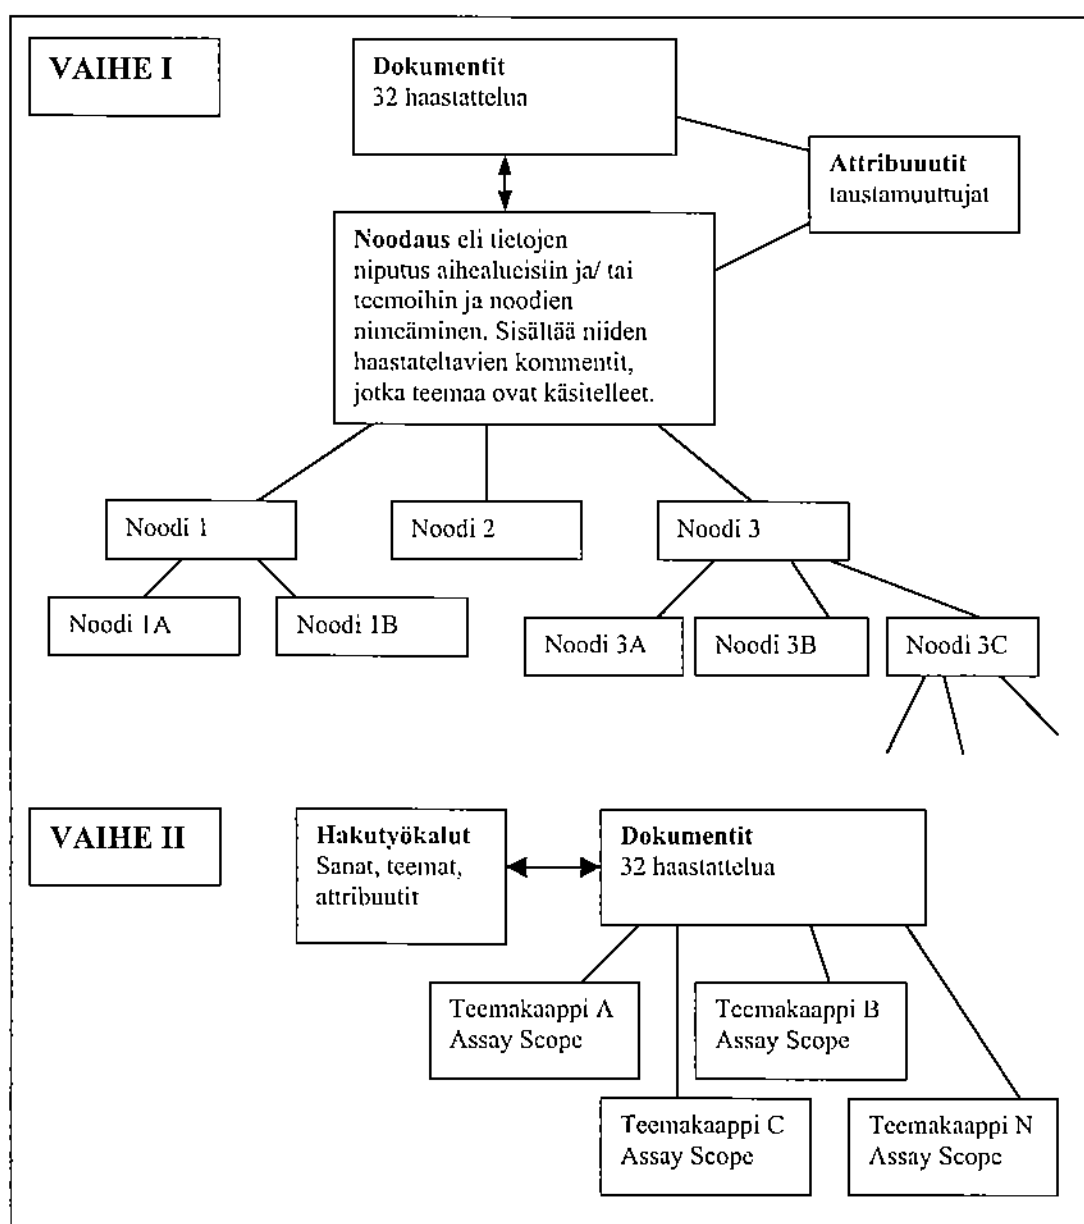 VAIHE I
Dokumentit
32 haastattelua
Attribuuutit
taustamuuttujat
Noodaus eli tietojen
niputus aihealueisiin ja/ tai
teemoihin ja noodien
nimeäminen. Sisältää niiden
haastateltavien kommentit,
jotka teemaa ovat käsitelleet.
Noodi 1
Noodi 2
Noodi 3
Noodi 1A
Noodi 1B
Noodi 3A
Noodi 3B
Noodi 3C
VAIHE II
Hakutyökalut
Sanat, teemat,
attribuutit
Dokumentit
32 haastattelua
Teemakaappi A
Assay Scope
Teemakaappi B
Assay Scope
Teemakaappi C
Assay Scope
Teemakaappi N
Assay Scope